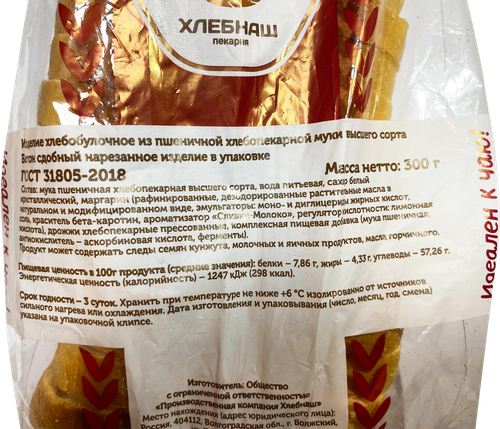 ХЛЕБНАШ
пекарня
Изделие хлебобулочное из пшеничной хлебопекарной муки высшего сорта
Батон сдобный нарезанное изделие в упаковке
ГОСТ 31805-2018
Масса нетто: 300 г
Состав: мука пшеничная хлебопекарная высшего сорта, вода питьевая, сахар белый
кристаллический, маргарин (рафинированные, дезодорированные растительные масла в
натуральном и модифицированном виде, эмульгаторы: моно - и диглицериды жирных кислот,
соль, краситель бета-каротин, ароматизатор «Сливки-Молоко», регулятор кислотности: лимонная
кислота), дрожжи хлебопекарные прессованные, комплексная пищевая добавка (мука пшеничная,
антиокислитель – аскорбиновая кислота, ферменты).
Продукт может содержать следы семян кунжута, молочных и яичных продуктов, масла горчичного.
Пищевая ценность в 100г продукта (средние значения): белки – 7,86 г, жиры – 4,33 г, углеводы – 57,26 г.
Энергетическая ценность (калорийность) – 1247 кДж (298 ккал).
Срок годности – 3 суток. Хранить при температуре не ниже +6 °С изолированно от источников
сильного нагрева или охлаждения. Дата изготовления и упаковывания (число, месяц, год, смена)
указана на упаковочной клипсе.
Изготовитель: Общество
с ограниченной ответственностью
«Производственная компания Хлебнаш»
Место нахождения (адрес юридического лица):
Россия, 404112, Волгоградская обл., г. Волжский,
Идеален к чаю!